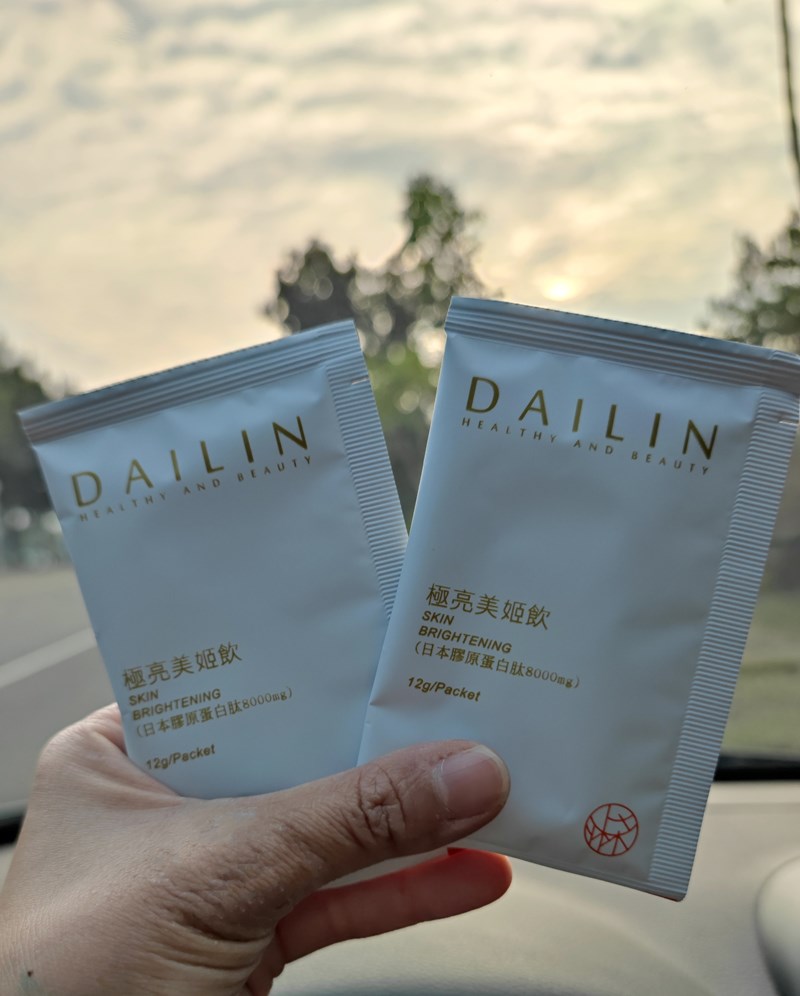 DAILIN
HEALTHY AND BEAUTY
極亮美姬飲
SKIN
BRIGHTENING
(日本膠原蛋白肽8000mg)
12g/Packet
DAILIN
HEALTHY AND BEAUTY
極亮美姬飲
SKIN
BRIGHTENING
(日本膠原蛋白肽8000mg)
12g/Packet